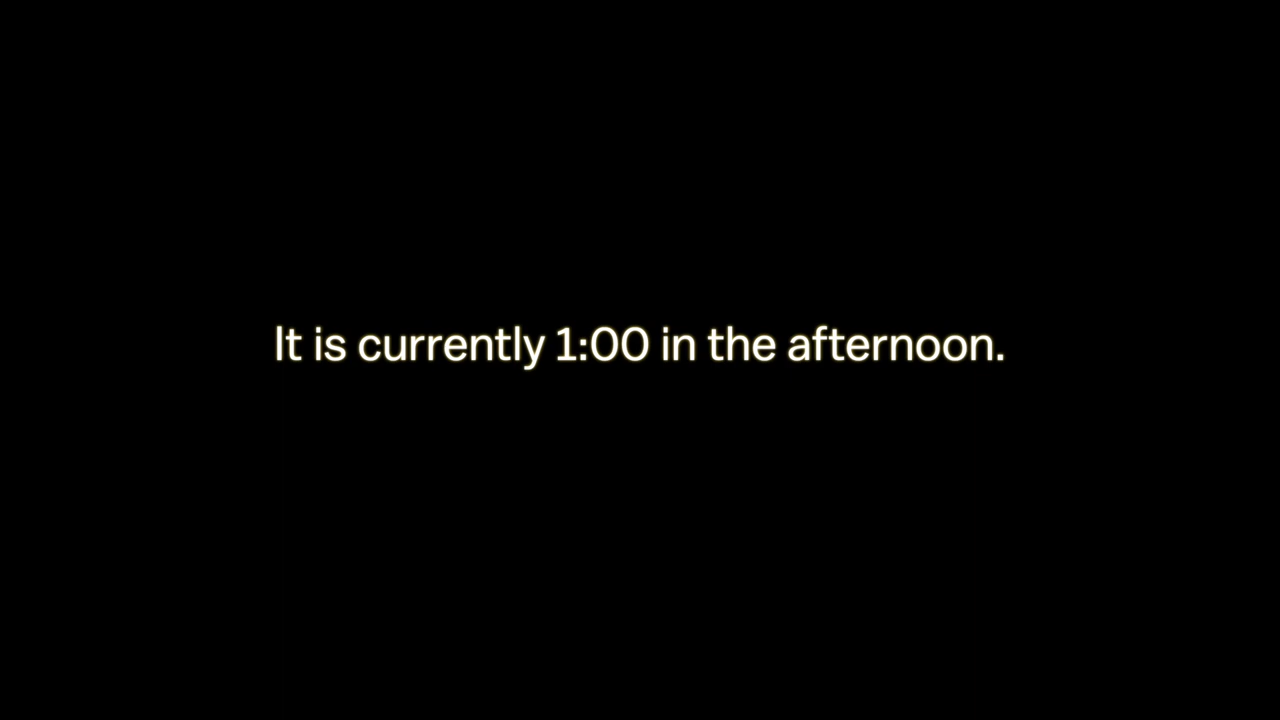 It is currently 1:00 in the afternoon.